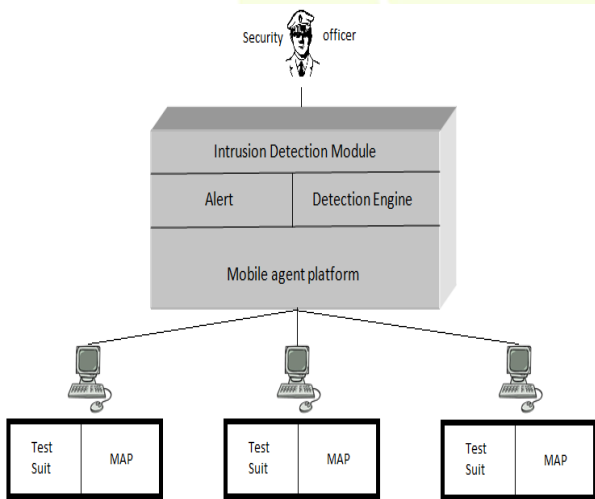 Security officer
Intrusion Detection Module
Alert Detection Engine
Mobile agent platform
Test
Suit
MAP
Test
Suit
MAP
Test
Suit
MAP